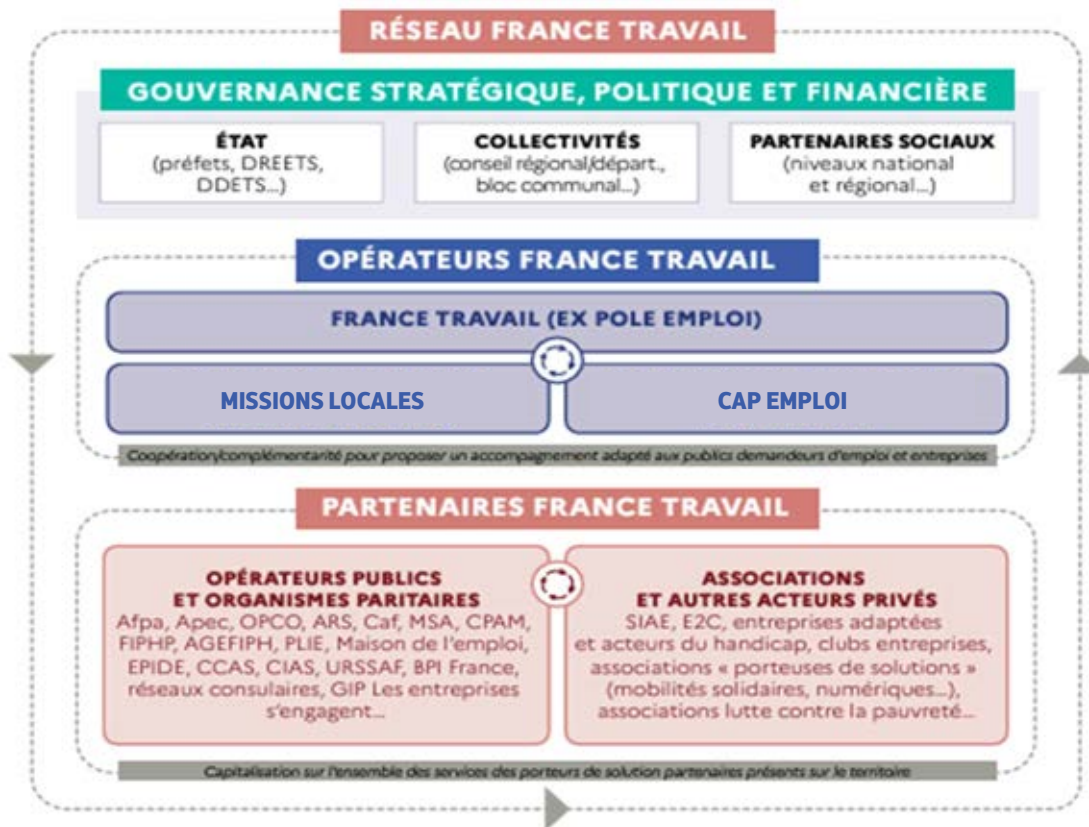 RÉSEAU FRANCE TRAVAIL
GOUVERNANCE STRATÉGIQUE, POLITIQUE ET FINANCIÈRE
ÉTAT
(préfets, DREETS,
DDETS...)
COLLECTIVITÉS
(conseil régional/départ.,
bloc communal...)
PARTENAIRES SOCIAUX
(niveaux national
et régional...)
OPÉRATEURS FRANCE TRAVAIL
FRANCE TRAVAIL (EX POLE EMPLOI)
MISSIONS LOCALES
CAP EMPLOI
Coopération/complémentarité pour proposer un accompagnement adapté aux publics demandeurs d'emploi et entreprises
PARTENAIRES FRANCE TRAVAIL
OPÉRATEURS PUBLICS
ET ORGANISMES PARITAIRES
Afpa, Apec, OPCO, ARS, Caf, MSA, CPAM,
FIPHP, AGEFIPH, PLIE, Maison de l'emploi,
EPIDE, CCAS, CIAS, URSSAF, BPI France,
réseaux consulaires, GIP Les entreprises
s'engagent...
ASSOCIATIONS
ET AUTRES ACTEURS PRIVÉS
SIAE, E2C, entreprises adaptées
et acteurs du handicap, clubs entreprises,
associations « porteuses de solutions »
(mobilités solidaires, numériques...),
associations lutte contre la pauvreté...
Capitalisation sur l'ensemble des services des porteurs de solution partenaires présents sur le territoire